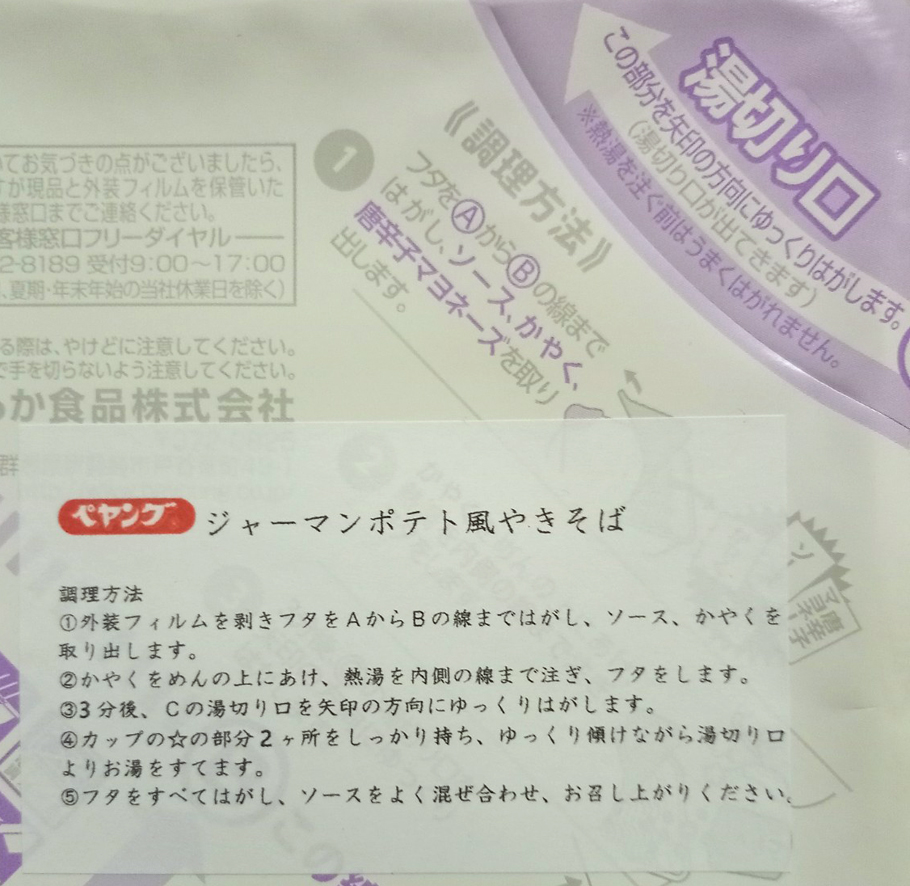 湯切り口
この部分を矢印の方向にゆっくりはがします。
(湯切り口が出てきます)
※熱湯を注ぐ前はうまくはがれません。
てお気づきの点がございましたら、
が現品と外装フィルムを保管いた
窓口までご連絡ください。
客様窓口フリーダイヤル
2-8189 受付9:00〜17:00
夏期・年末年始の当社休業日を除く)
る際は、やけどに注意してください。
で手を切らないよう注意してください。
か食品株式会社
群
《調理方法》
1
フタをⒶからⒷの線まで
はがし、ソース、かやく、
唐辛子マヨネーズを取り
出します。
2
ペヤング ジャーマンポテト風やきそば
調理方法
①外装フィルムを剥きフタをAからBの線まではがし、ソース、かやくを
取り出します。
②かやくをめんの上にあけ、熱湯を内側の線まで注ぎ、フタをします。
③3分後、Cの湯切り口を矢印の方向にゆっくりはがします。
④カップの☆の部分2ヶ所をしっかり持ち、ゆっくり傾けながら湯切り口
よりお湯をすてます。
⑤フタをすべてはがし、ソースをよく混ぜ合わせ、お召し上がりください。
この